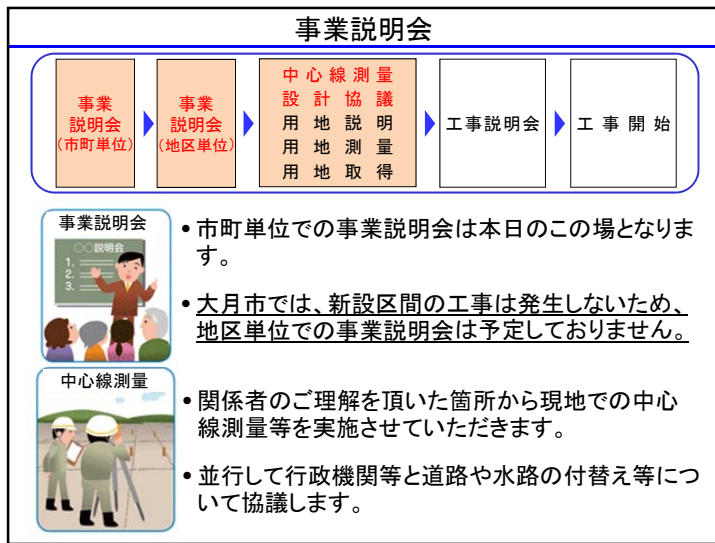 事業説明会
事業
説明会
(市町単位)
事業
説明会
(地区単位)
中心線測量
設計協議
用地説明
用地測量
用地取得
工事説明会
工事開始
事業説明会
○○説明会
1.
2.
3.
• 市町単位での事業説明会は本日のこの場となりま
す。
• 大月市では、新設区間の工事は発生しないため、
地区単位での事業説明会は予定しておりません。
中心線測量
• 関係者のご理解を頂いた箇所から現地での中心
線測量等を実施させていただきます。
• 並行して行政機関等と道路や水路の付替え等につ
いて協議します。